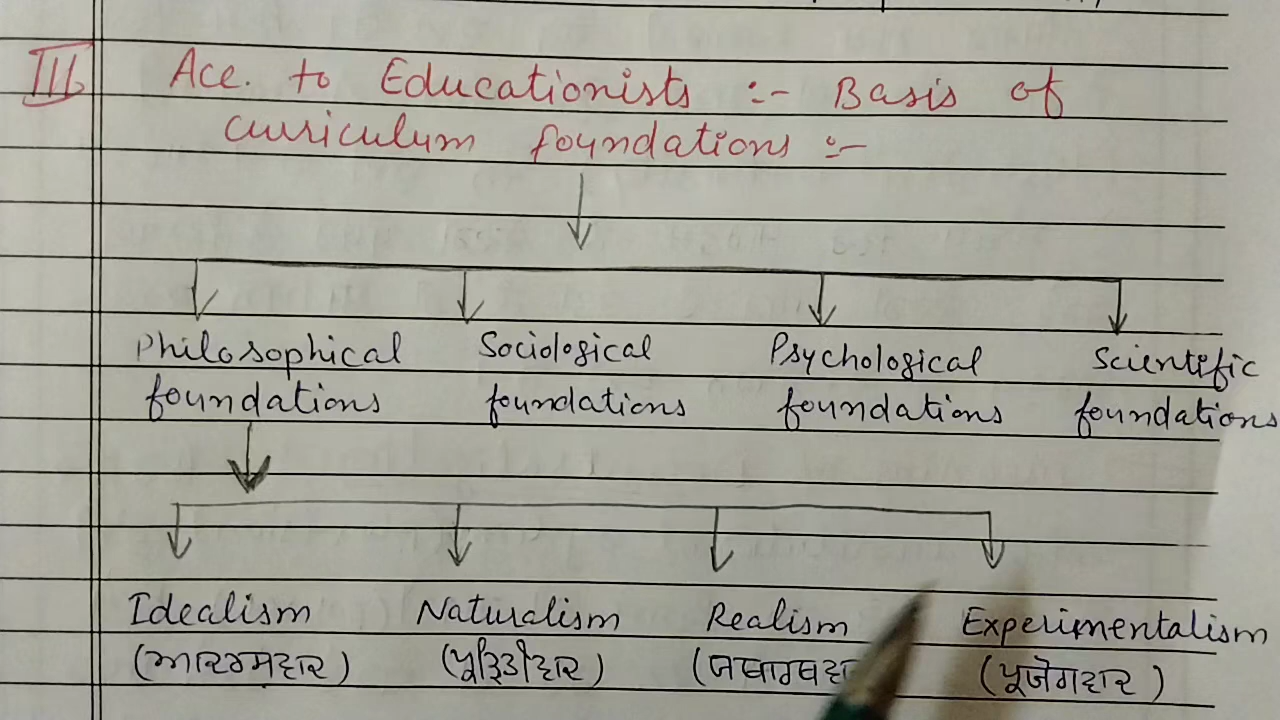 III Acc. to Educationists :- Basis of
curriculum foundations :-
Philosophical Sociological Psychological Scientific
foundations foundations foundations foundations
Idealism Naturalism Realism Experimentalism
(ਆਦਰਸ਼ਵਾਦ) (ਪ੍ਰਕਿਰਤੀਵਾਦ) (ਪ੍ਰਯੋਗਵਾਦ)